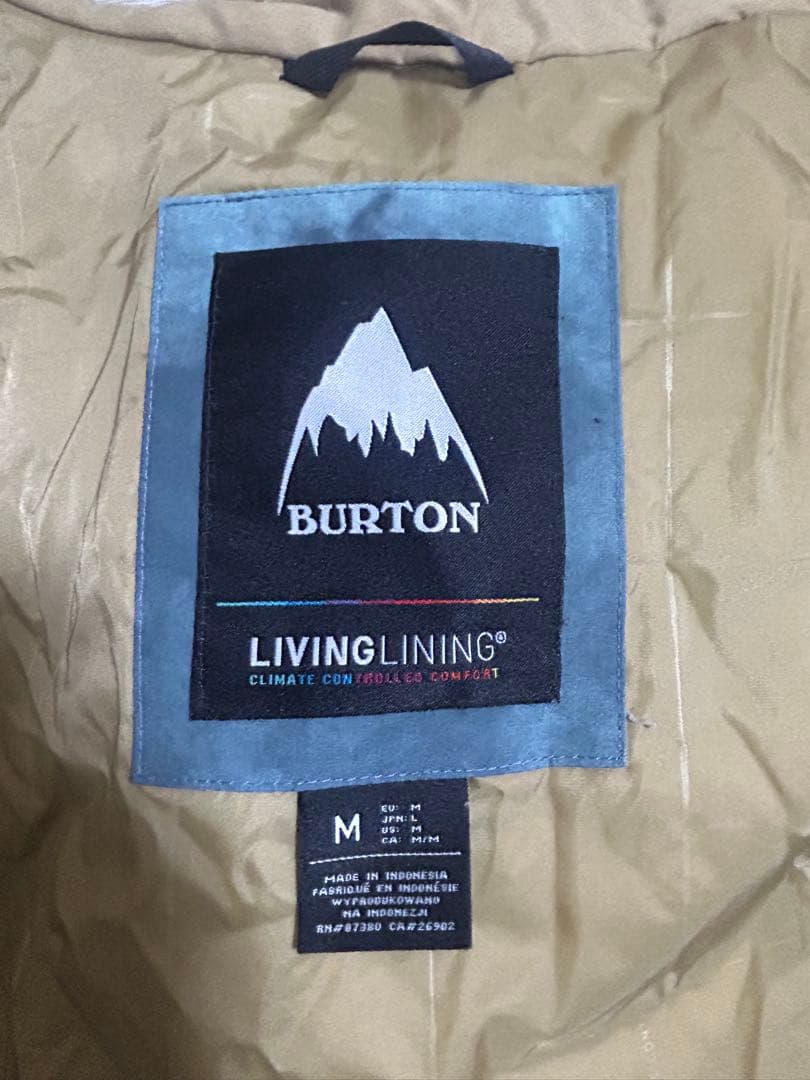 BURTON
LIVINGLINING®
CLIMATE CONTROLLED COMFORT
M
EU: M
JPN: L
US: M
CA: M/M
MADE IN INDONESIA
FABRIQUÉ EN INDONÉSIE
WYPRODUKOWANO
NA INDONEZJI
RN#87380 CA#26902